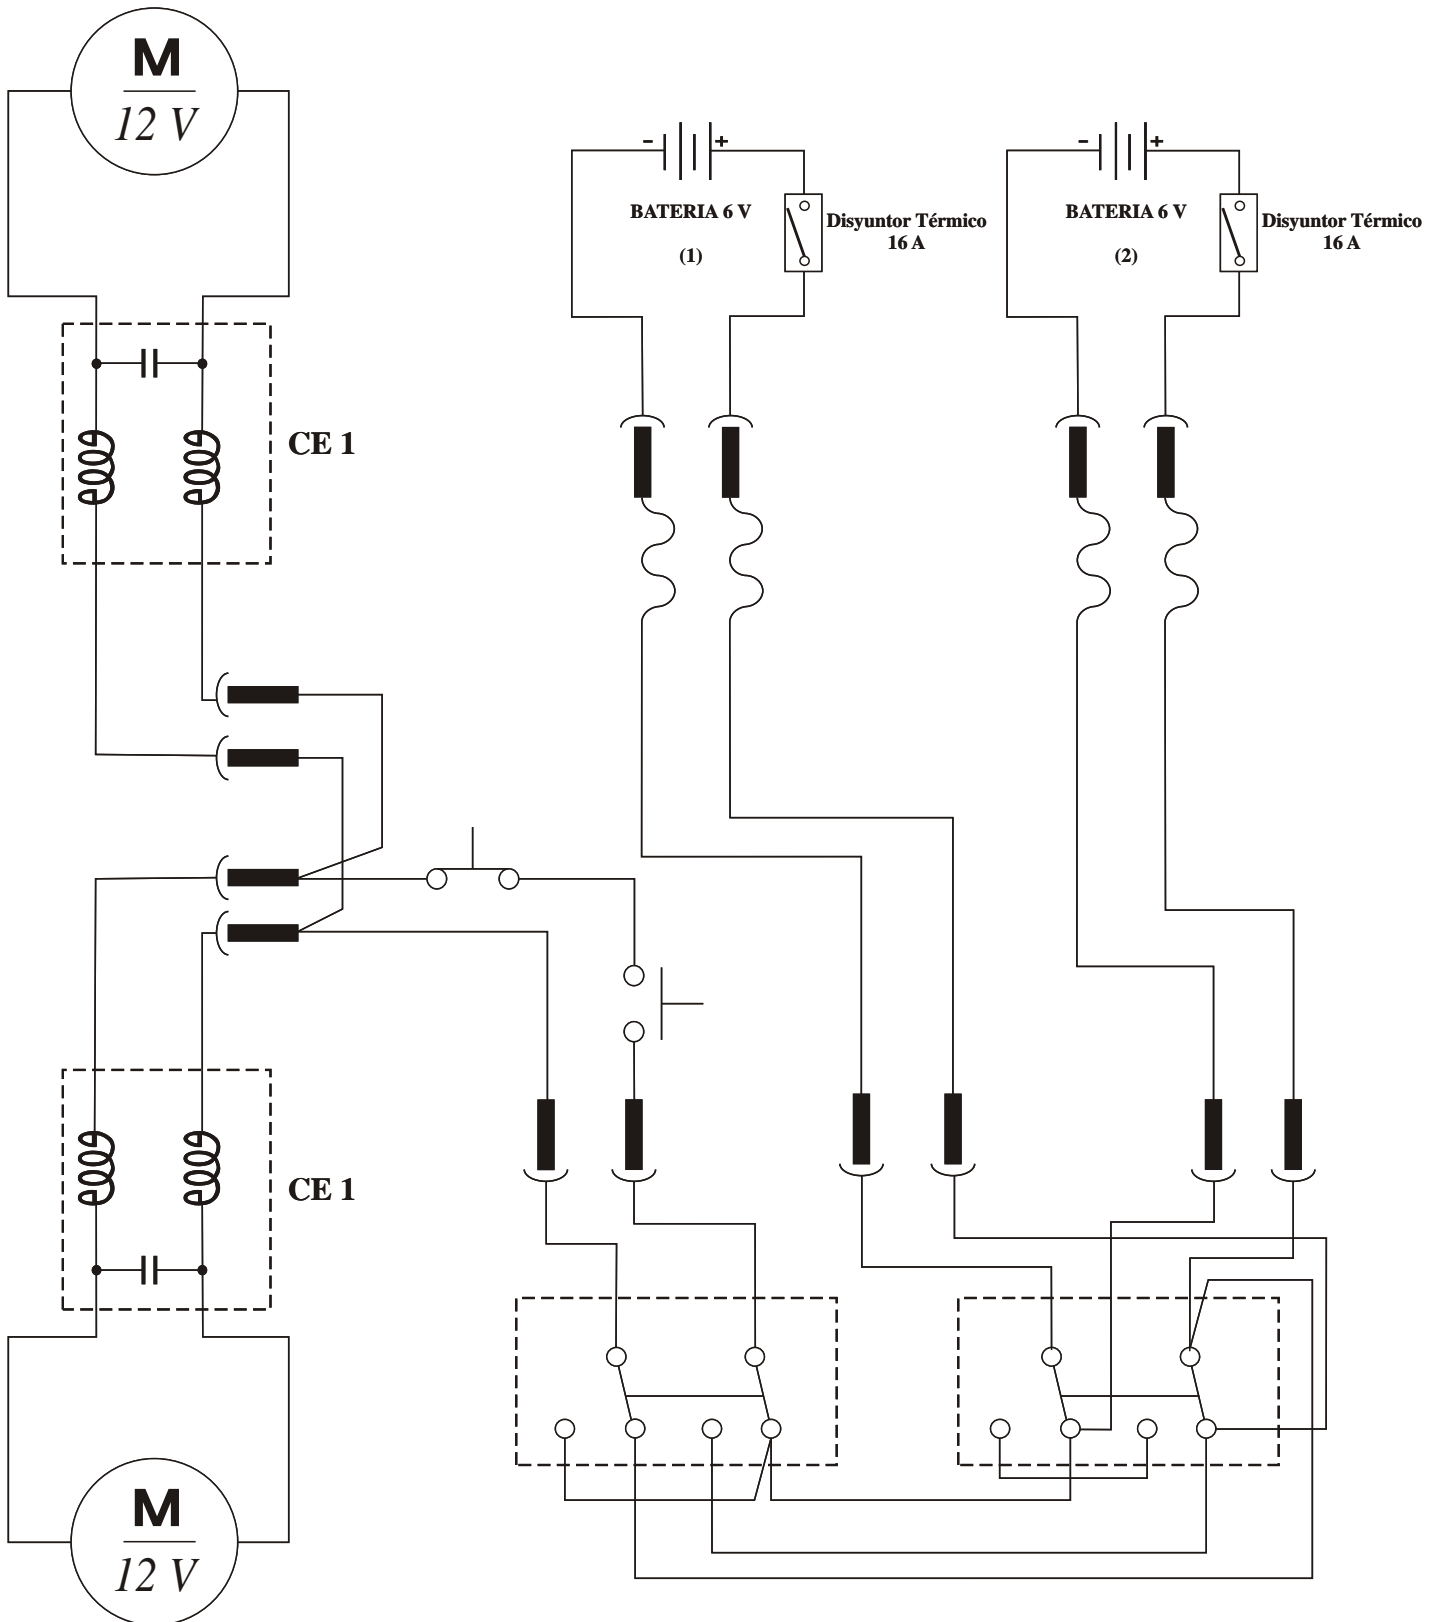 M
12 V
- +
- +
BATERIA 6 V
(1)
Disyuntor Térmico
16 A
BATERIA 6 V
(2)
Disyuntor Térmico
16 A
CE 1
CE 1
M
12 V